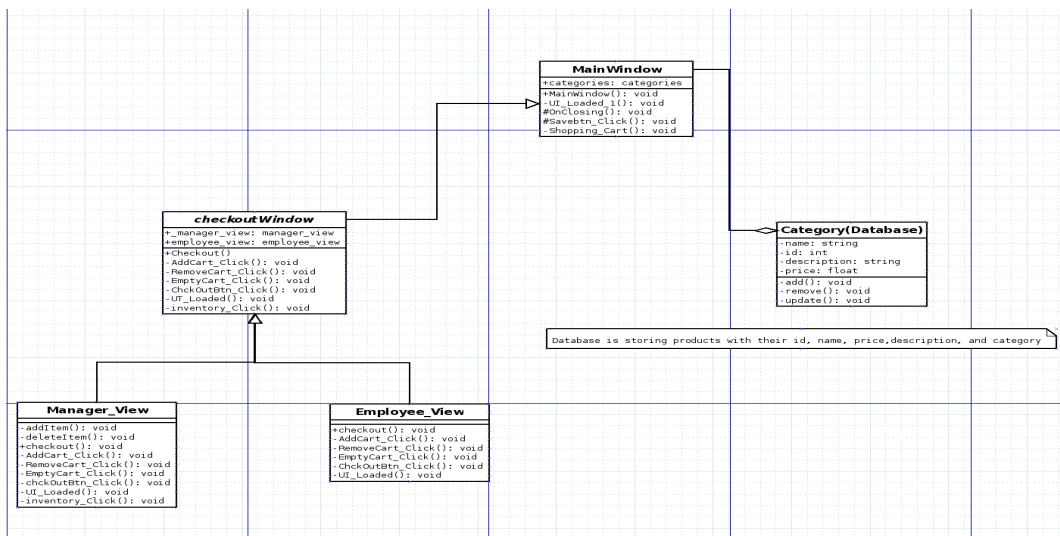 MainWindow
+categories: categories
+MainWindow(): void
-UI_Loaded_1(): void
#OnClosing(): void
#Savebtn_Click(): void
-Shopping_Cart(): void
checkoutWindow
+_manager_view: manager_view
+employee_view: employee_view
+Checkout()
-AddCart_Click(): void
-RemoveCart_Click(): void
-EmptyCart_Click(): void
-ChckOutBtn_Click(): void
-UT_Loaded(): void
-inventory_Click(): void
Category(Database)
-name: string
-id: int
-description: string
-price: float
-add(): void
-remove(): void
-update(): void
Database is storing products with their id, name, price,description, and category
Manager_View
-addItem(): void
-deleteItem(): void
+checkout(): void
-AddCart_Click(): void
-RemoveCart_Click(): void
-EmptyCart_Click(): void
-chckOutBtn_Click(): void
-UI_Loaded(): void
-inventory_Click(): void
Employee_View
+checkout(): void
-AddCart_Click(): void
-RemoveCart_Click(): void
-EmptyCart_Click(): void
-ChckOutBtn_Click(): void
-UI_Loaded(): void